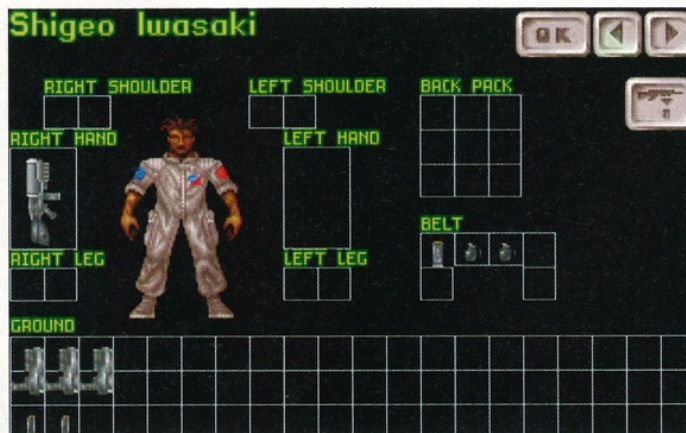 Shigeo Iwasaki
OK
RIGHT SHOULDER
LEFT SHOULDER
BACK PACK
RIGHT HAND
LEFT HAND
BELT
RIGHT LEG
LEFT LEG
GROUND